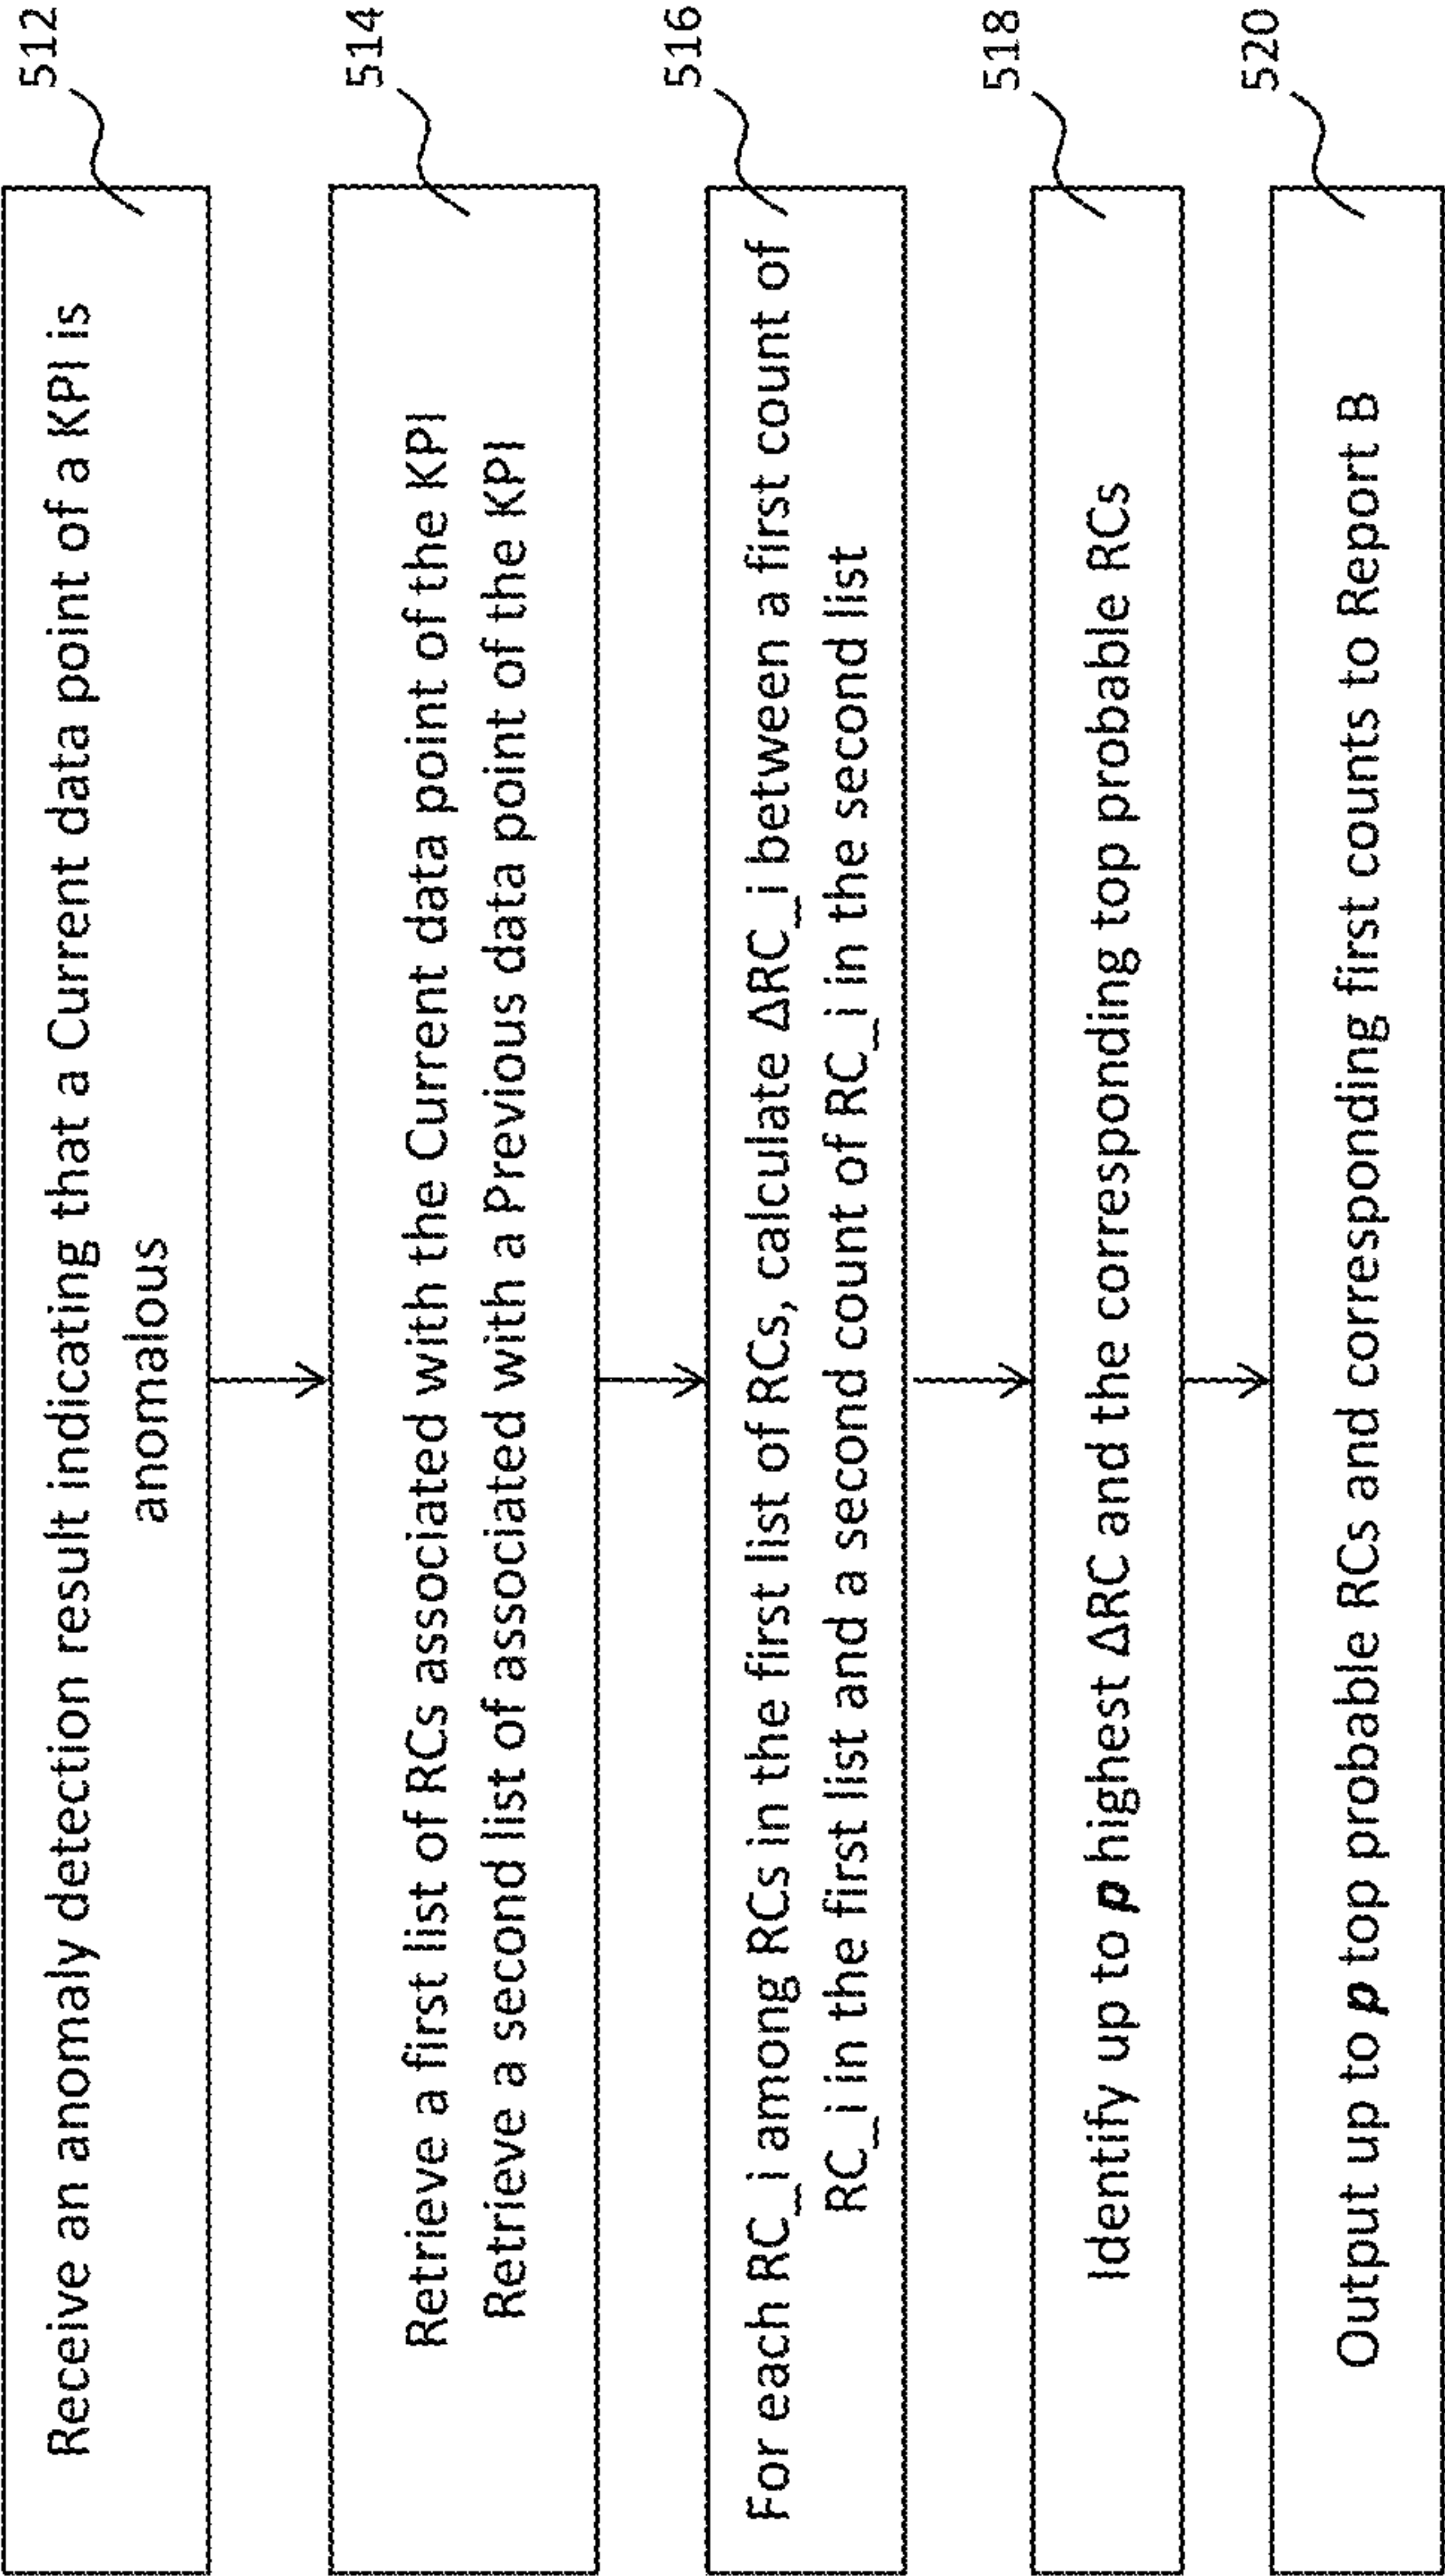 Receive an anomaly detection result indicating that a Current data point of a KPI is
anomalous
512
Retrieve a first list of RCs associated with the Current data point of the KPI
Retrieve a second list of associated with a Previous data point of the KPI
514
For each RC_i among RCs in the first list of RCs, calculate ΔRC_i between a first count of
RC_i in the first list and a second count of RC_i in the second list
516
Identify up to p highest ΔRC and the corresponding top probable RCs
518
Output up to p top probable RCs and corresponding first counts to Report B
520